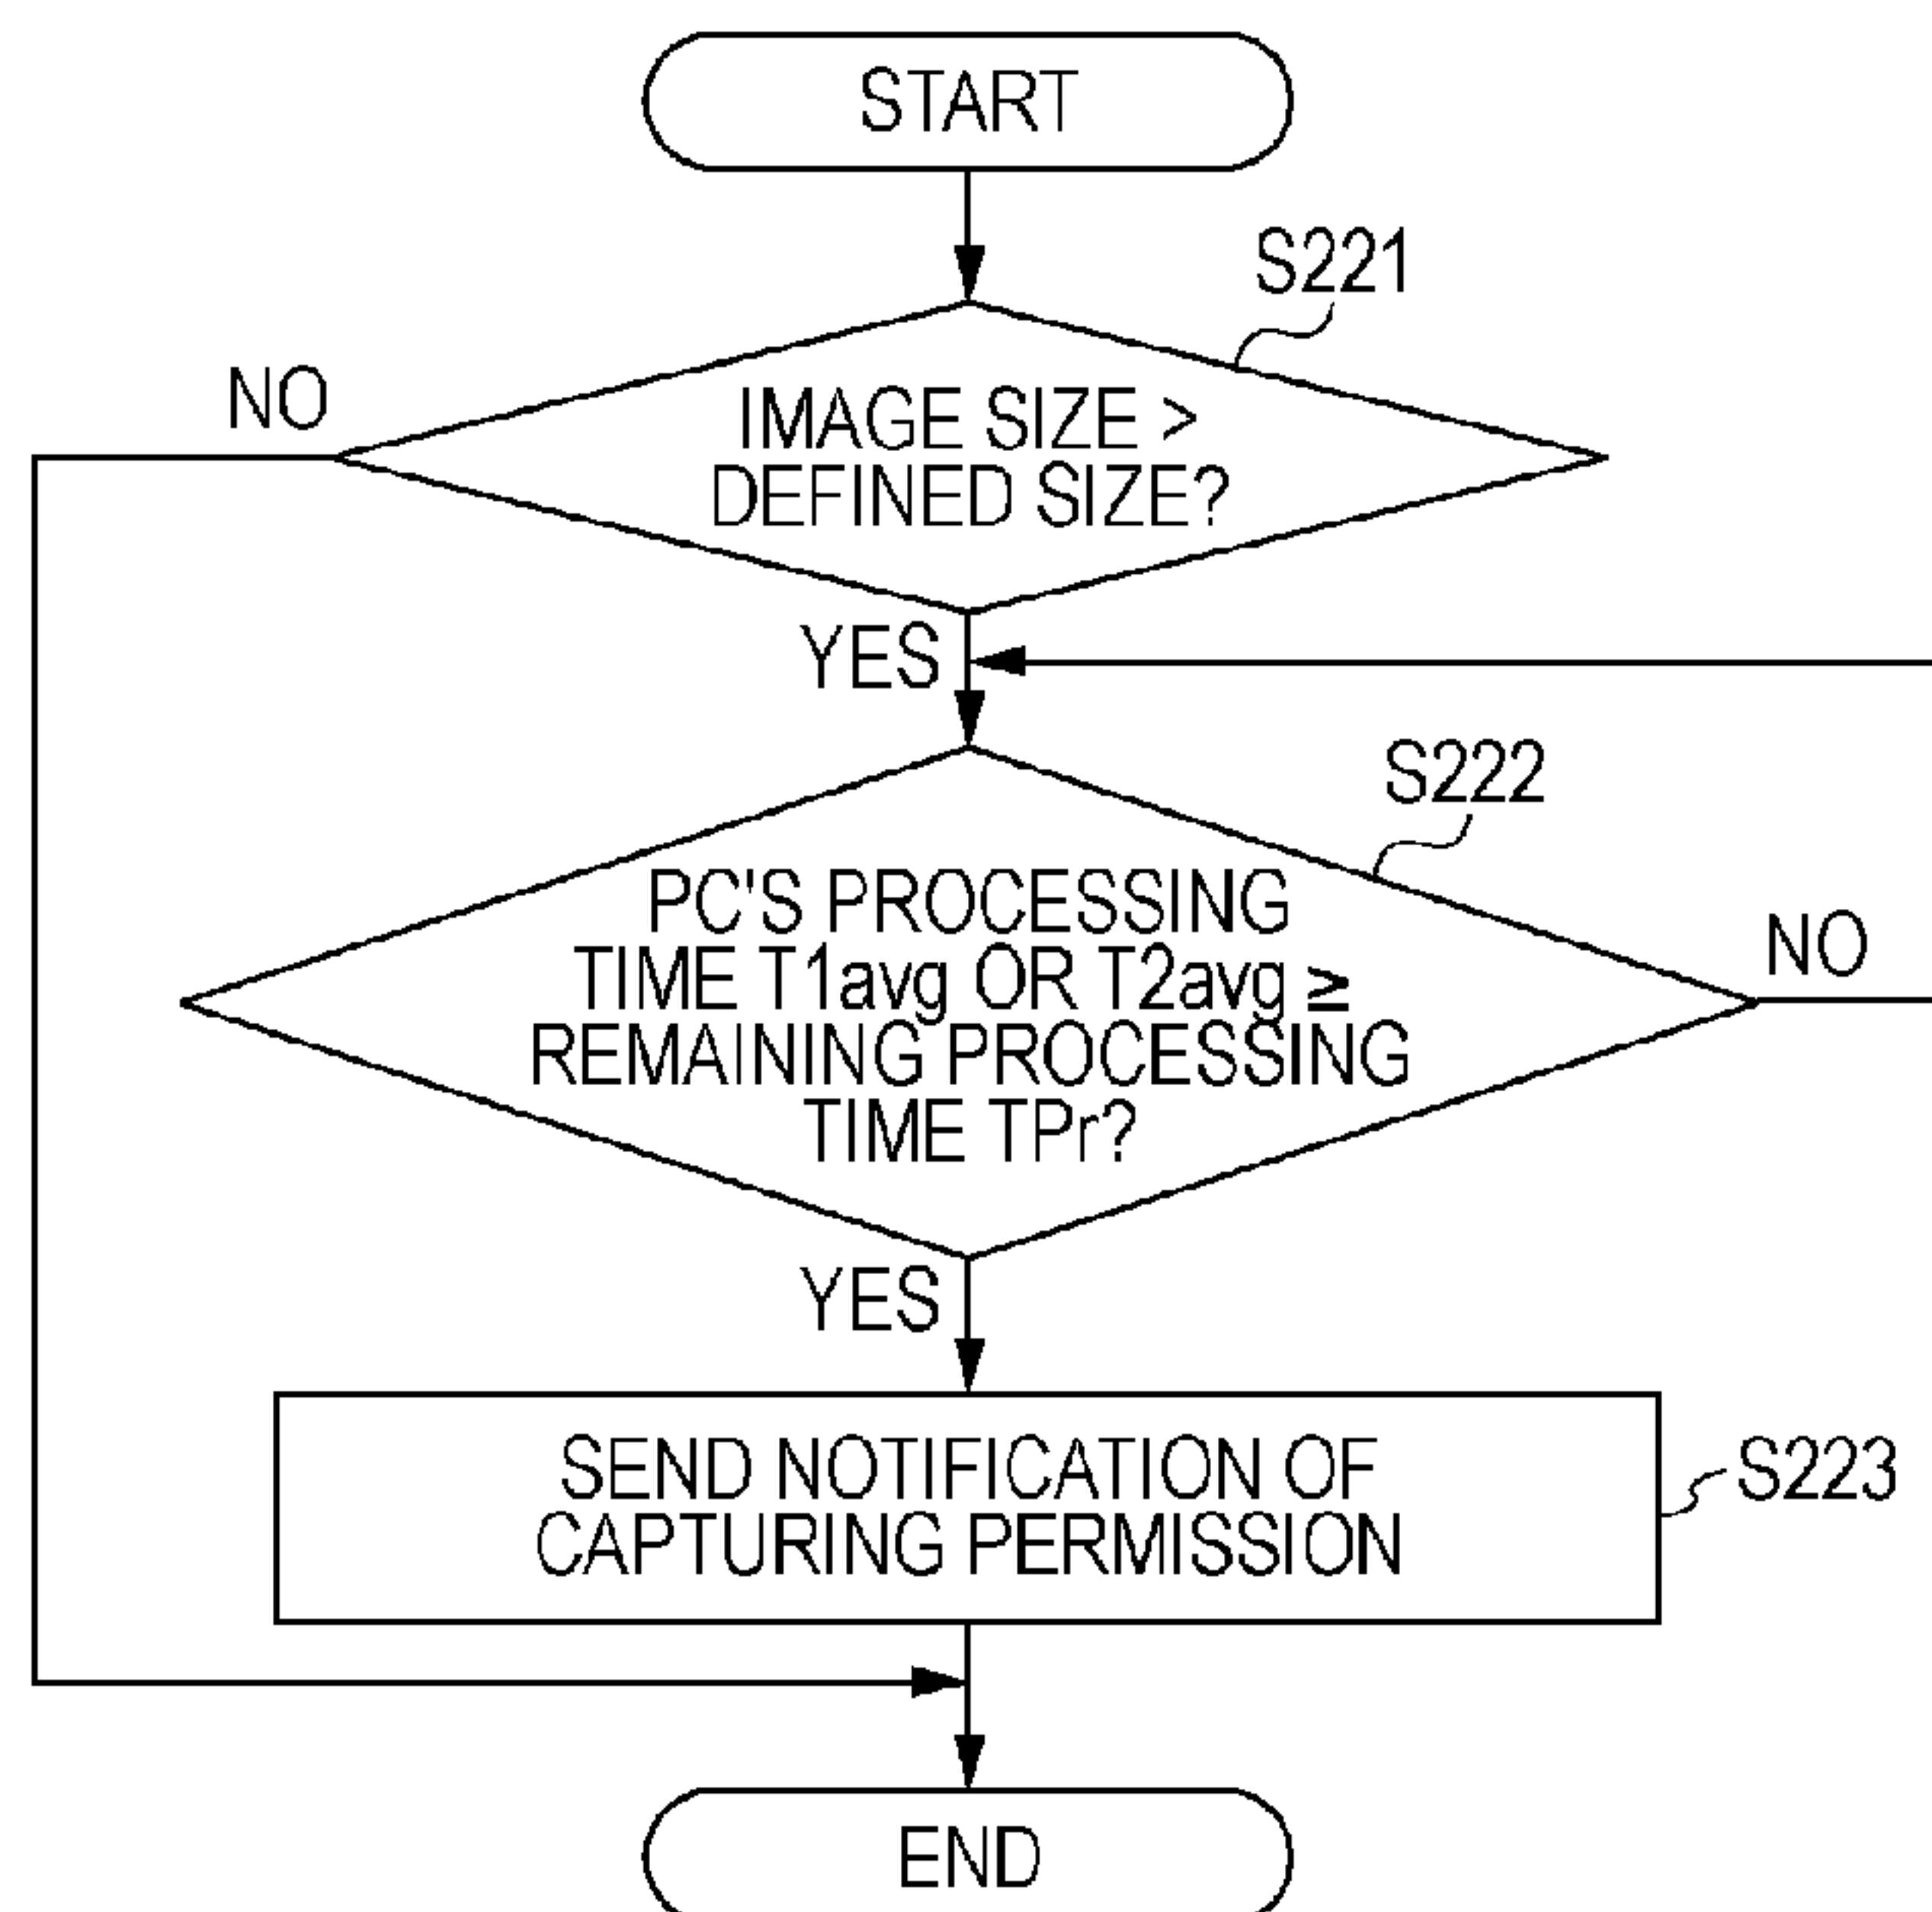 START
S221
NO
IMAGE SIZE >
DEFINED SIZE?
YES
S222
PC'S PROCESSING
TIME T1avg OR T2avg ≥
REMAINING PROCESSING
TIME TPr?
NO
YES
SEND NOTIFICATION OF
CAPTURING PERMISSION
S223
END